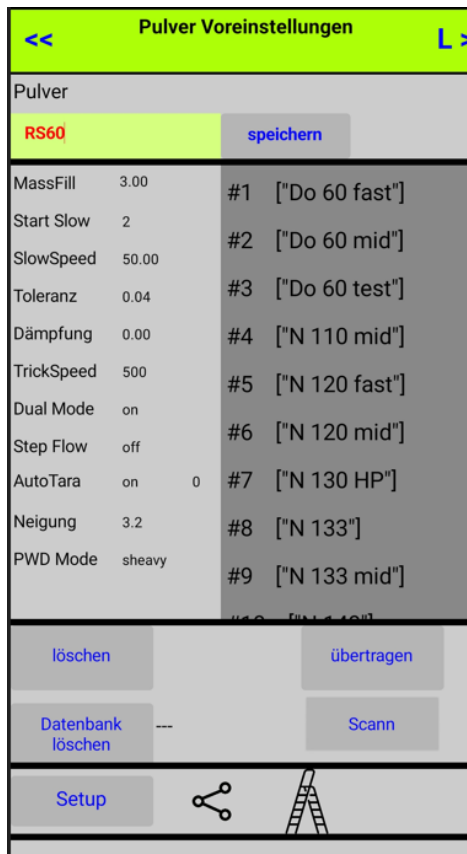 << Pulver Voreinstellungen L >
Pulver
RS60 speichern
MassFill 3.00
Start Slow 2
SlowSpeed 50.00
Toleranz 0.04
Dämpfung 0.00
TrickSpeed 500
Dual Mode on
Step Flow off
AutoTara on 0
Neigung 3.2
PWD Mode sheavy
#1 ["Do 60 fast"]
#2 ["Do 60 mid"]
#3 ["Do 60 test"]
#4 ["N 110 mid"]
#5 ["N 120 fast"]
#6 ["N 120 mid"]
#7 ["N 130 HP"]
#8 ["N 133"]
#9 ["N 133 mid"]
löschen übertragen
Datenbank
löschen
--- Scann
Setup